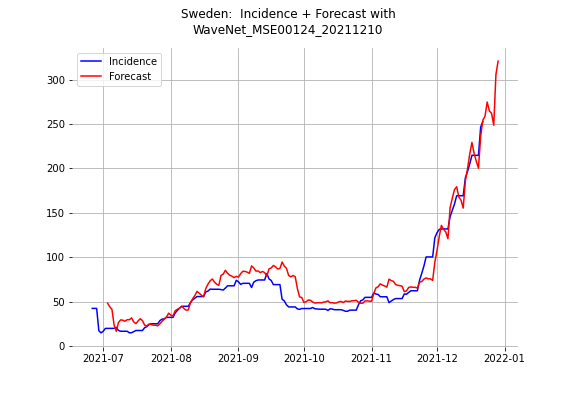 Sweden:  Incidence + Forecast with
WaveNet_MSE00124_20211210
Incidence
Forecast
300
250
200
150
100
50
0
2021-07 2021-08 2021-09 2021-10 2021-11 2021-12 2022-01